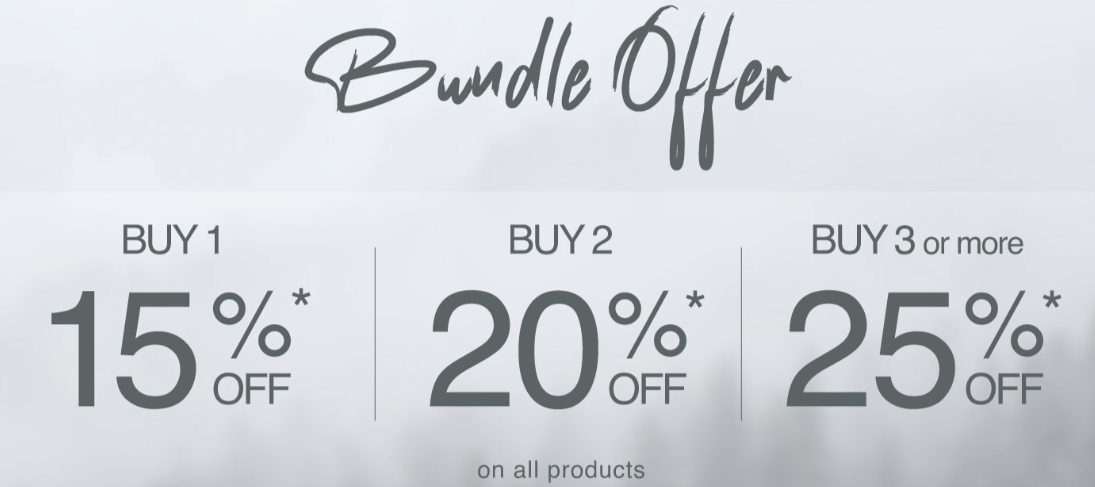 Bundle Offer
BUY 1
15%*
OFF
BUY 2
20%*
OFF
BUY 3 or more
25%*
OFF
on all products